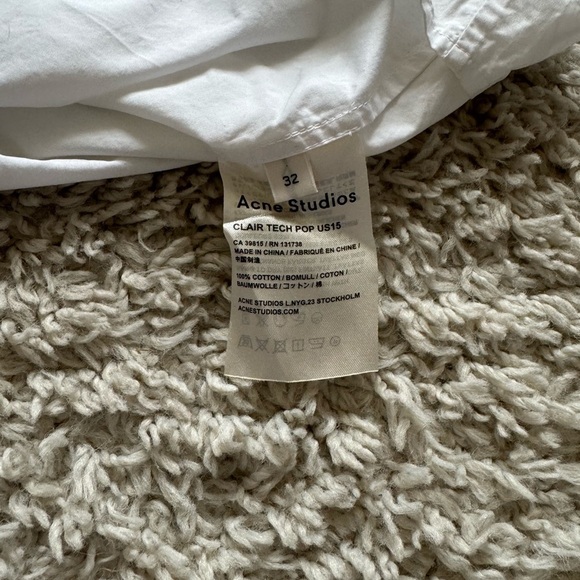 32
Acne Studios
CLAIR TECH POP US15
CA 39815 / RN 131738
MADE IN CHINA / FABRIQUÉ EN CHINE /
中国制造
100% COTTON / BOMULL / COTON /
BAUMWOLLE / コットン / 棉
ACNE STUDIOS L.NYG.23 STOCKHOLM
ACNESTUDIOS.COM